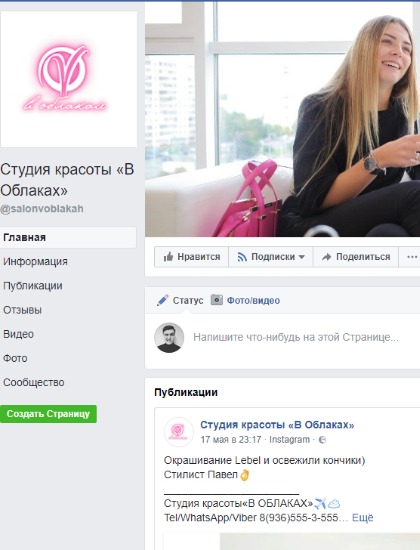 в облаках
Студия красоты «В
Облаках»
@salonvoblakah
Главная
Информация
Публикации
Отзывы
Видео
Фото
Сообщество
Создать Страницу
Нравится
Подписки
Поделиться
Статус
Фото/видео
Напишите что-нибудь на этой Странице...
Публикации
Студия красоты «В Облаках»
17 мая в 23:17 · Instagram ·
Окрашивание Lebel и освежили кончики)
Стилист Павел👌
Студия красоты«В ОБЛАКАХ»✈️☁️
Tel/WhatsApp/Viber 8(936)555-3-555... Ещё